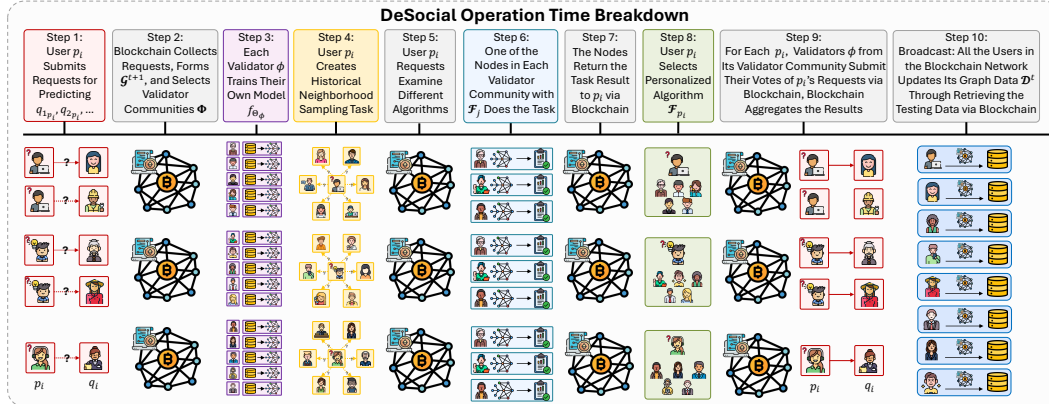 DeSocial Operation Time Breakdown
Step 1:
User 𝑝ᵢ
Submits
Requests for
Predicting
𝑞₁ₚᵢ, 𝑞₂ₚᵢ, ...
Step 2:
Blockchain Collects
Requests, Forms
𝓖ᵗ⁺¹, and Selects
Validator
Communities 𝚽
Step 3:
Each
Validator 𝜙
Trains Their
Own Model
𝑓_{Θ_𝜙}
Step 4:
User 𝑝ᵢ
Creates
Historical
Neighborhood
Sampling Task
Step 5:
User 𝑝ᵢ
Requests
Examine
Different
Algorithms
Step 6:
One of the
Nodes in Each
Validator
Community with
𝓕ⱼ Does the Task
Step 7:
The Nodes
Return the
Task Result
to 𝑝ᵢ via
Blockchain
Step 8:
User 𝑝ᵢ
Selects
Personalized
Algorithm
𝓕ₚᵢ
Step 9:
For Each 𝑝ᵢ, Validators 𝜙 from
Its Validator Community Submit
Their Votes of 𝑝ᵢ's Requests via
Blockchain, Blockchain
Aggregates the Results
Step 10:
Broadcast: All the Users in
the Blockchain Network
Updates Its Graph Data 𝓓ᵗ
Through Retrieving the
Testing Data via Blockchain
?
?
?
?
?
𝑝ᵢ
𝑞ᵢ
𝑝ᵢ
𝑞ᵢ